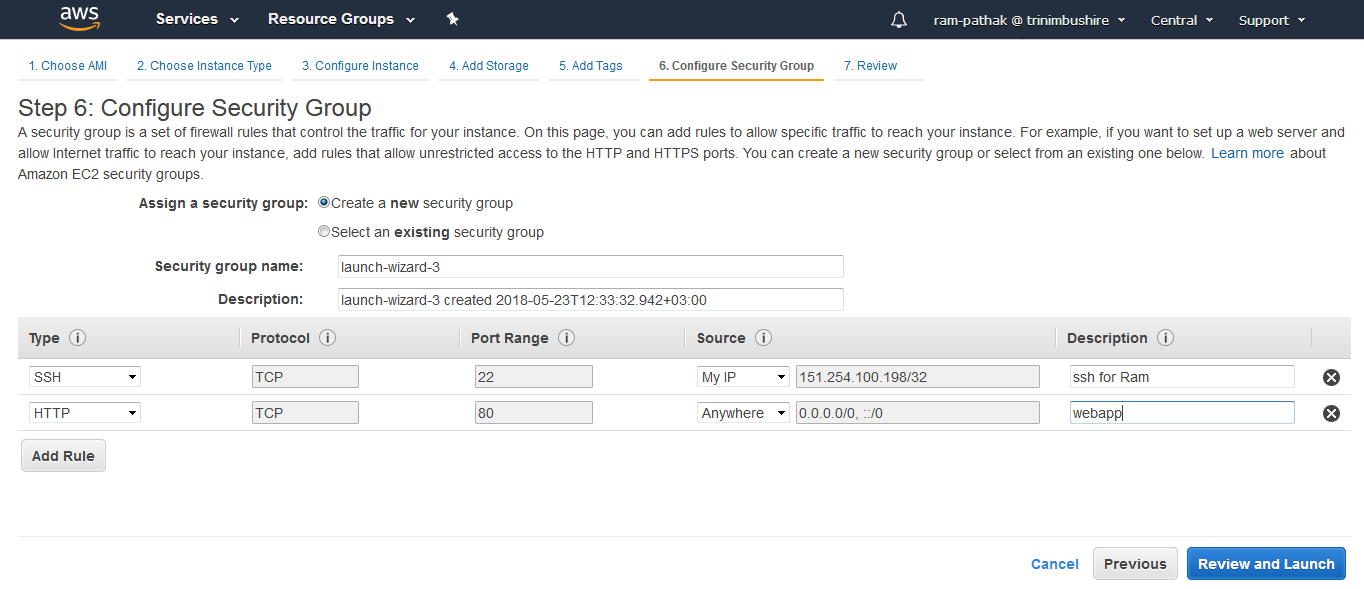 aws Services Resource Groups ram-pathak @ trinimbushire Central Support
1. Choose AMI 2. Choose Instance Type 3. Configure Instance 4. Add Storage 5. Add Tags 6. Configure Security Group 7. Review
Step 6: Configure Security Group
A security group is a set of firewall rules that control the traffic for your instance. On this page, you can add rules to allow specific traffic to reach your instance. For example, if you want to set up a web server and
allow Internet traffic to reach your instance, add rules that allow unrestricted access to the HTTP and HTTPS ports. You can create a new security group or select from an existing one below. Learn more about
Amazon EC2 security groups.
Assign a security group: Create a new security group
Select an existing security group
Security group name: launch-wizard-3
Description: launch-wizard-3 created 2018-05-23T12:33:32.942+03:00
Type i Protocol i Port Range i Source i Description i
SSH TCP 22 My IP 151.254.100.198/32 ssh for Ram
HTTP TCP 80 Anywhere 0.0.0.0/0, ::/0 webapp
Add Rule
Cancel Previous Review and Launch